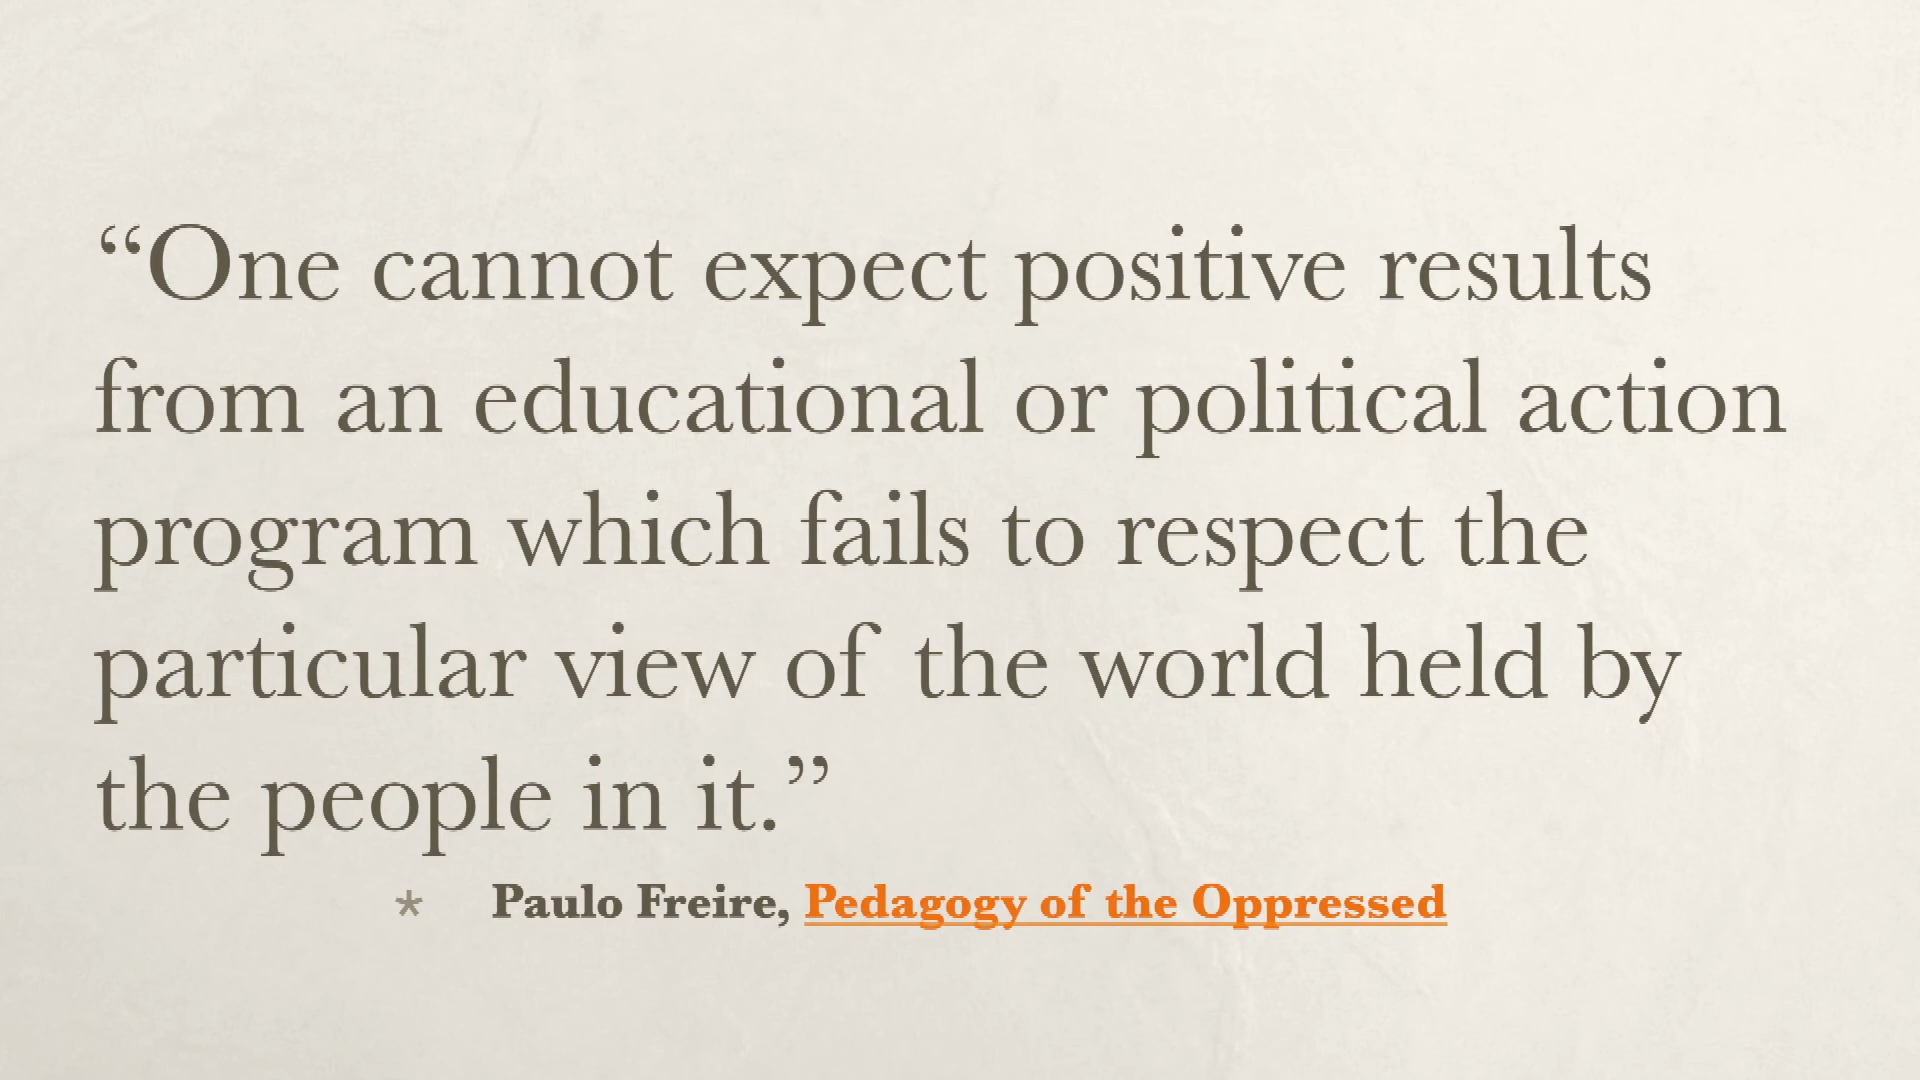 “One cannot expect positive results
from an educational or political action
program which fails to respect the
particular view of the world held by
the people in it.”
* Paulo Freire, Pedagogy of the Oppressed